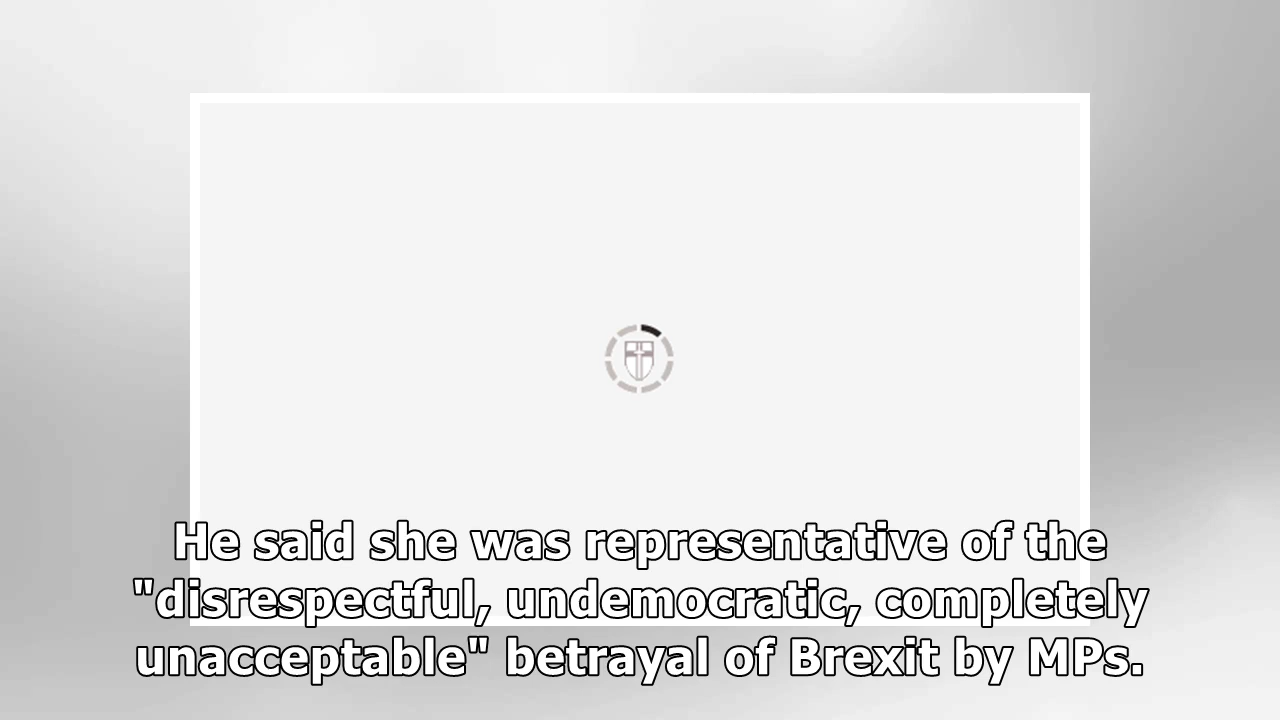 He said she was representative of the
"disrespectful, undemocratic, completely
unacceptable" betrayal of Brexit by MPs.